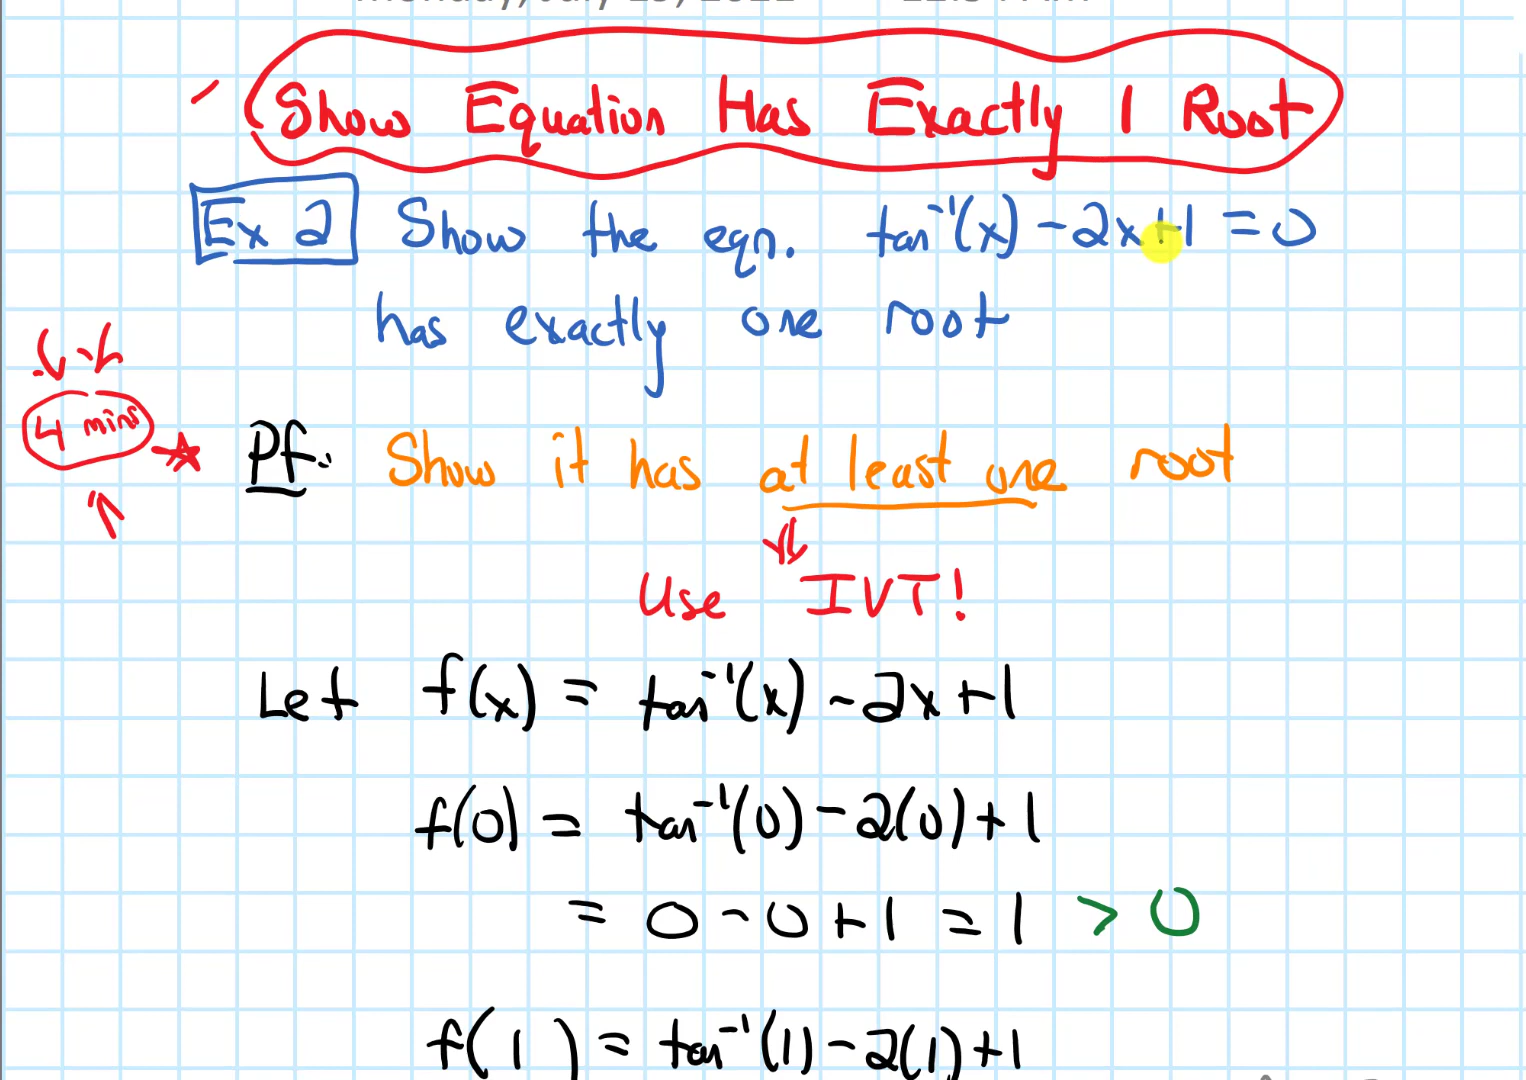 Show Equation Has Exactly 1 Root
Ex 2 Show the eqn. tan⁻¹(x) - 2x+1 = 0
has exactly one root
4 mins
Pf: Show it has at least one root
Use IVT!
Let f(x) = tan⁻¹(x) - 2x + 1
f(0) = tan⁻¹(0) - 2(0) + 1
= 0 - 0 + 1 = 1 > 0
f(1) = tan⁻¹(1) - 2(1) + 1